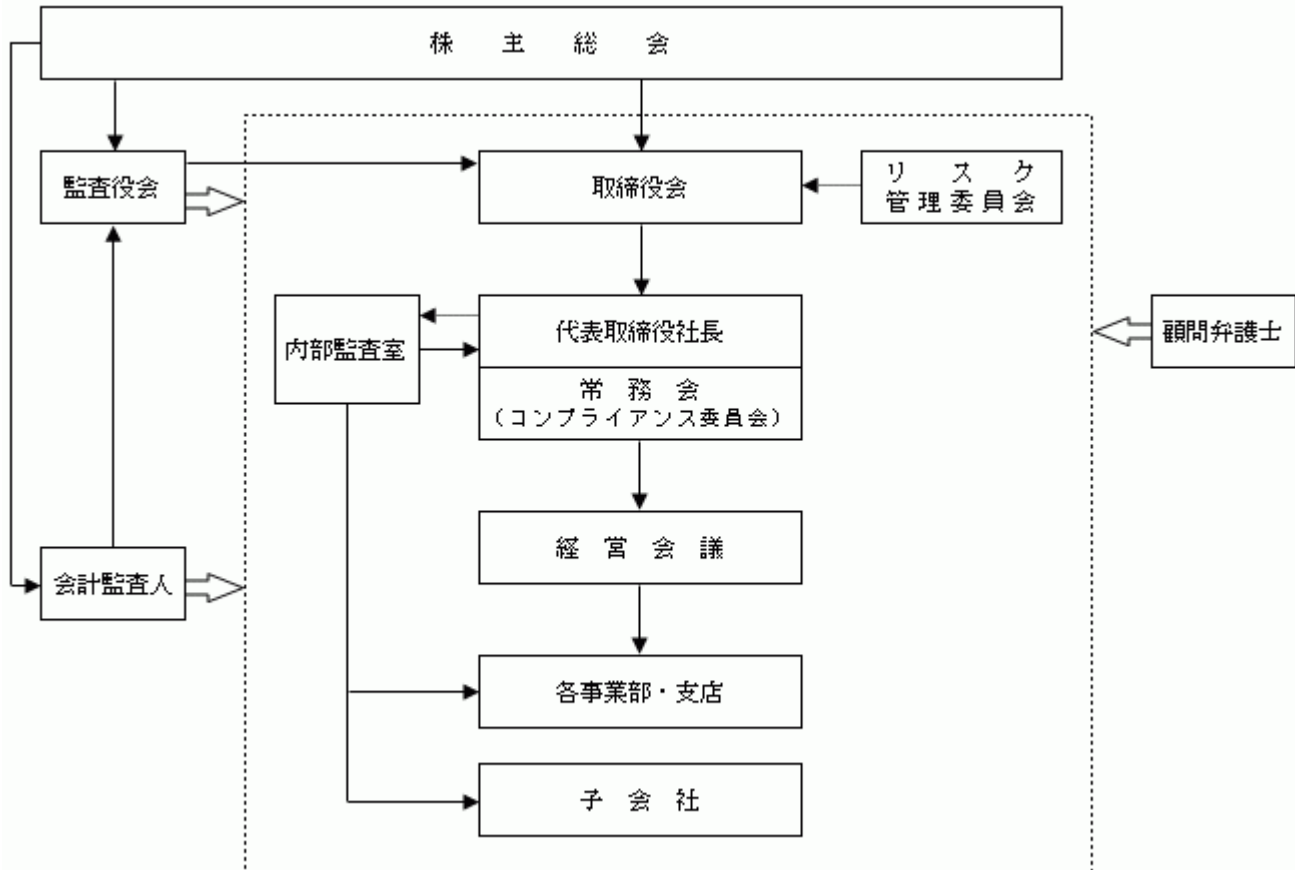 株主総会
監査役会
取締役会
リスク
管理委員会
内部監査室
代表取締役社長
常務会
(コンプライアンス委員会)
顧問弁護士
経営会議
会計監査人
各事業部・支店
子会社